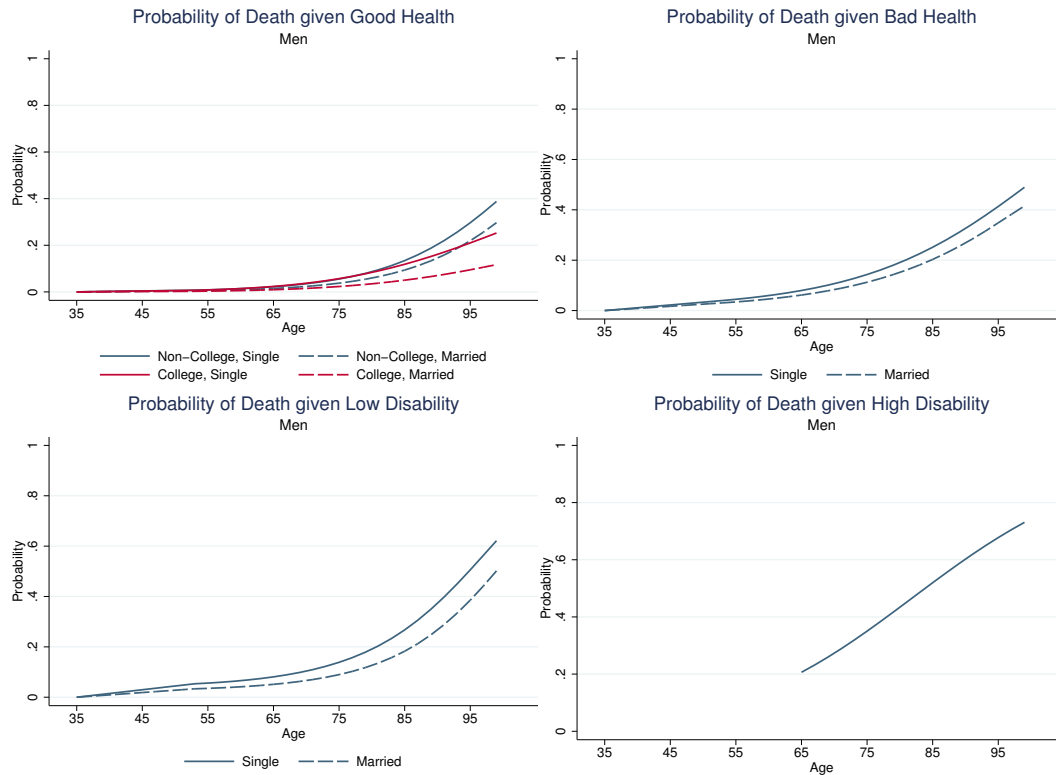 Probability of Death given Good Health
Men
Probability
0
.2
.4
.6
.8
1
35 45 55 65 75 85 95
Age
Non−College, Single Non−College, Married
College, Single College, Married
Probability of Death given Bad Health
Men
Probability
0
.2
.4
.6
.8
1
35 45 55 65 75 85 95
Age
Single Married
Probability of Death given Low Disability
Men
Probability
0
.2
.4
.6
.8
1
35 45 55 65 75 85 95
Age
Single Married
Probability of Death given High Disability
Men
Probability
0
.2
.4
.6
.8
1
35 45 55 65 75 85 95
Age